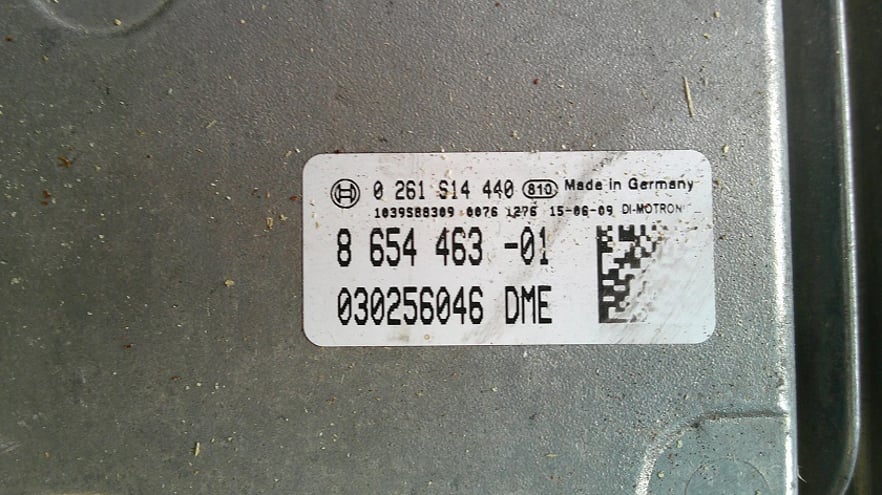 0 261 S14 440 810 Made in Germany
1039S88309 0076 1276 15-06-09 DI-MOTRON
8 654 463 -01
030256046 DME